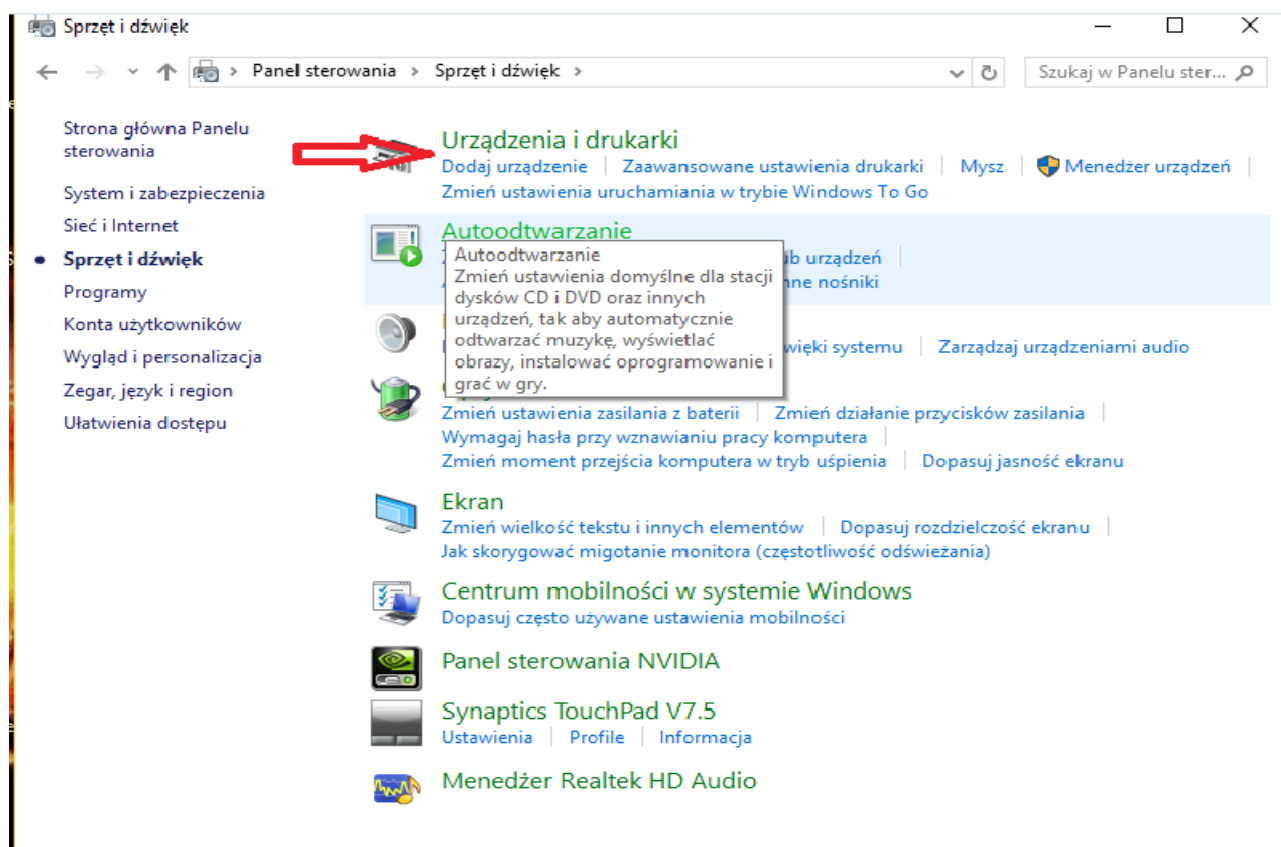 Sprzęt i dźwięk
Panel sterowania > Sprzęt i dźwięk >
Szukaj w Panelu ster...
Strona główna Panelu
sterowania
System i zabezpieczenia
Sieć i Internet
Sprzęt i dźwięk
Programy
Konta użytkowników
Wygląd i personalizacja
Zegar, język i region
Ułatwienia dostępu
Urządzenia i drukarki
Dodaj urządzenie | Zaawansowane ustawienia drukarki | Mysz | Menedżer urządzeń |
Zmień ustawienia uruchamiania w trybie Windows To Go
Autoodtwarzanie
urządzeń
nośniki
Autoodtwarzanie
Zmień ustawienia domyślne dla stacji
dysków CD i DVD oraz innych
urządzeń, tak aby automatycznie
odtwarzać muzykę, wyświetlać
obrazy, instalować oprogramowanie i
grać w gry.
systemu | Zarządzaj urządzeniami audio
Zmień ustawienia zasilania z baterii | Zmień działanie przycisków zasilania |
Wymagaj hasła przy wznawianiu pracy komputera |
Zmień moment przejścia komputera w tryb uśpienia | Dopasuj jasność ekranu
Ekran
Zmień wielkość tekstu i innych elementów | Dopasuj rozdzielczość ekranu |
Jak skorygować migotanie monitora (częstotliwość odświeżania)
Centrum mobilności w systemie Windows
Dopasuj często używane ustawienia mobilności
Panel sterowania NVIDIA
Synaptics TouchPad V7.5
Ustawienia | Profile | Informacja
Menedżer Realtek HD Audio